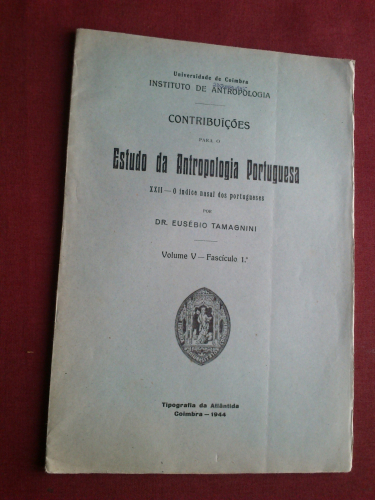 Universidade de Coimbra
INSTITUTO DE ANTROPOLOGIA
CONTRIBUIÇÕES
PARA O
Estudo da Antropologia Portuguesa
XXII — O índice nasal dos portugueses
POR
DR. EUSÉBIO TAMAGNINI
Volume V — Fascículo 1.º
Tipografia da Atlântida
Coimbra — 1944